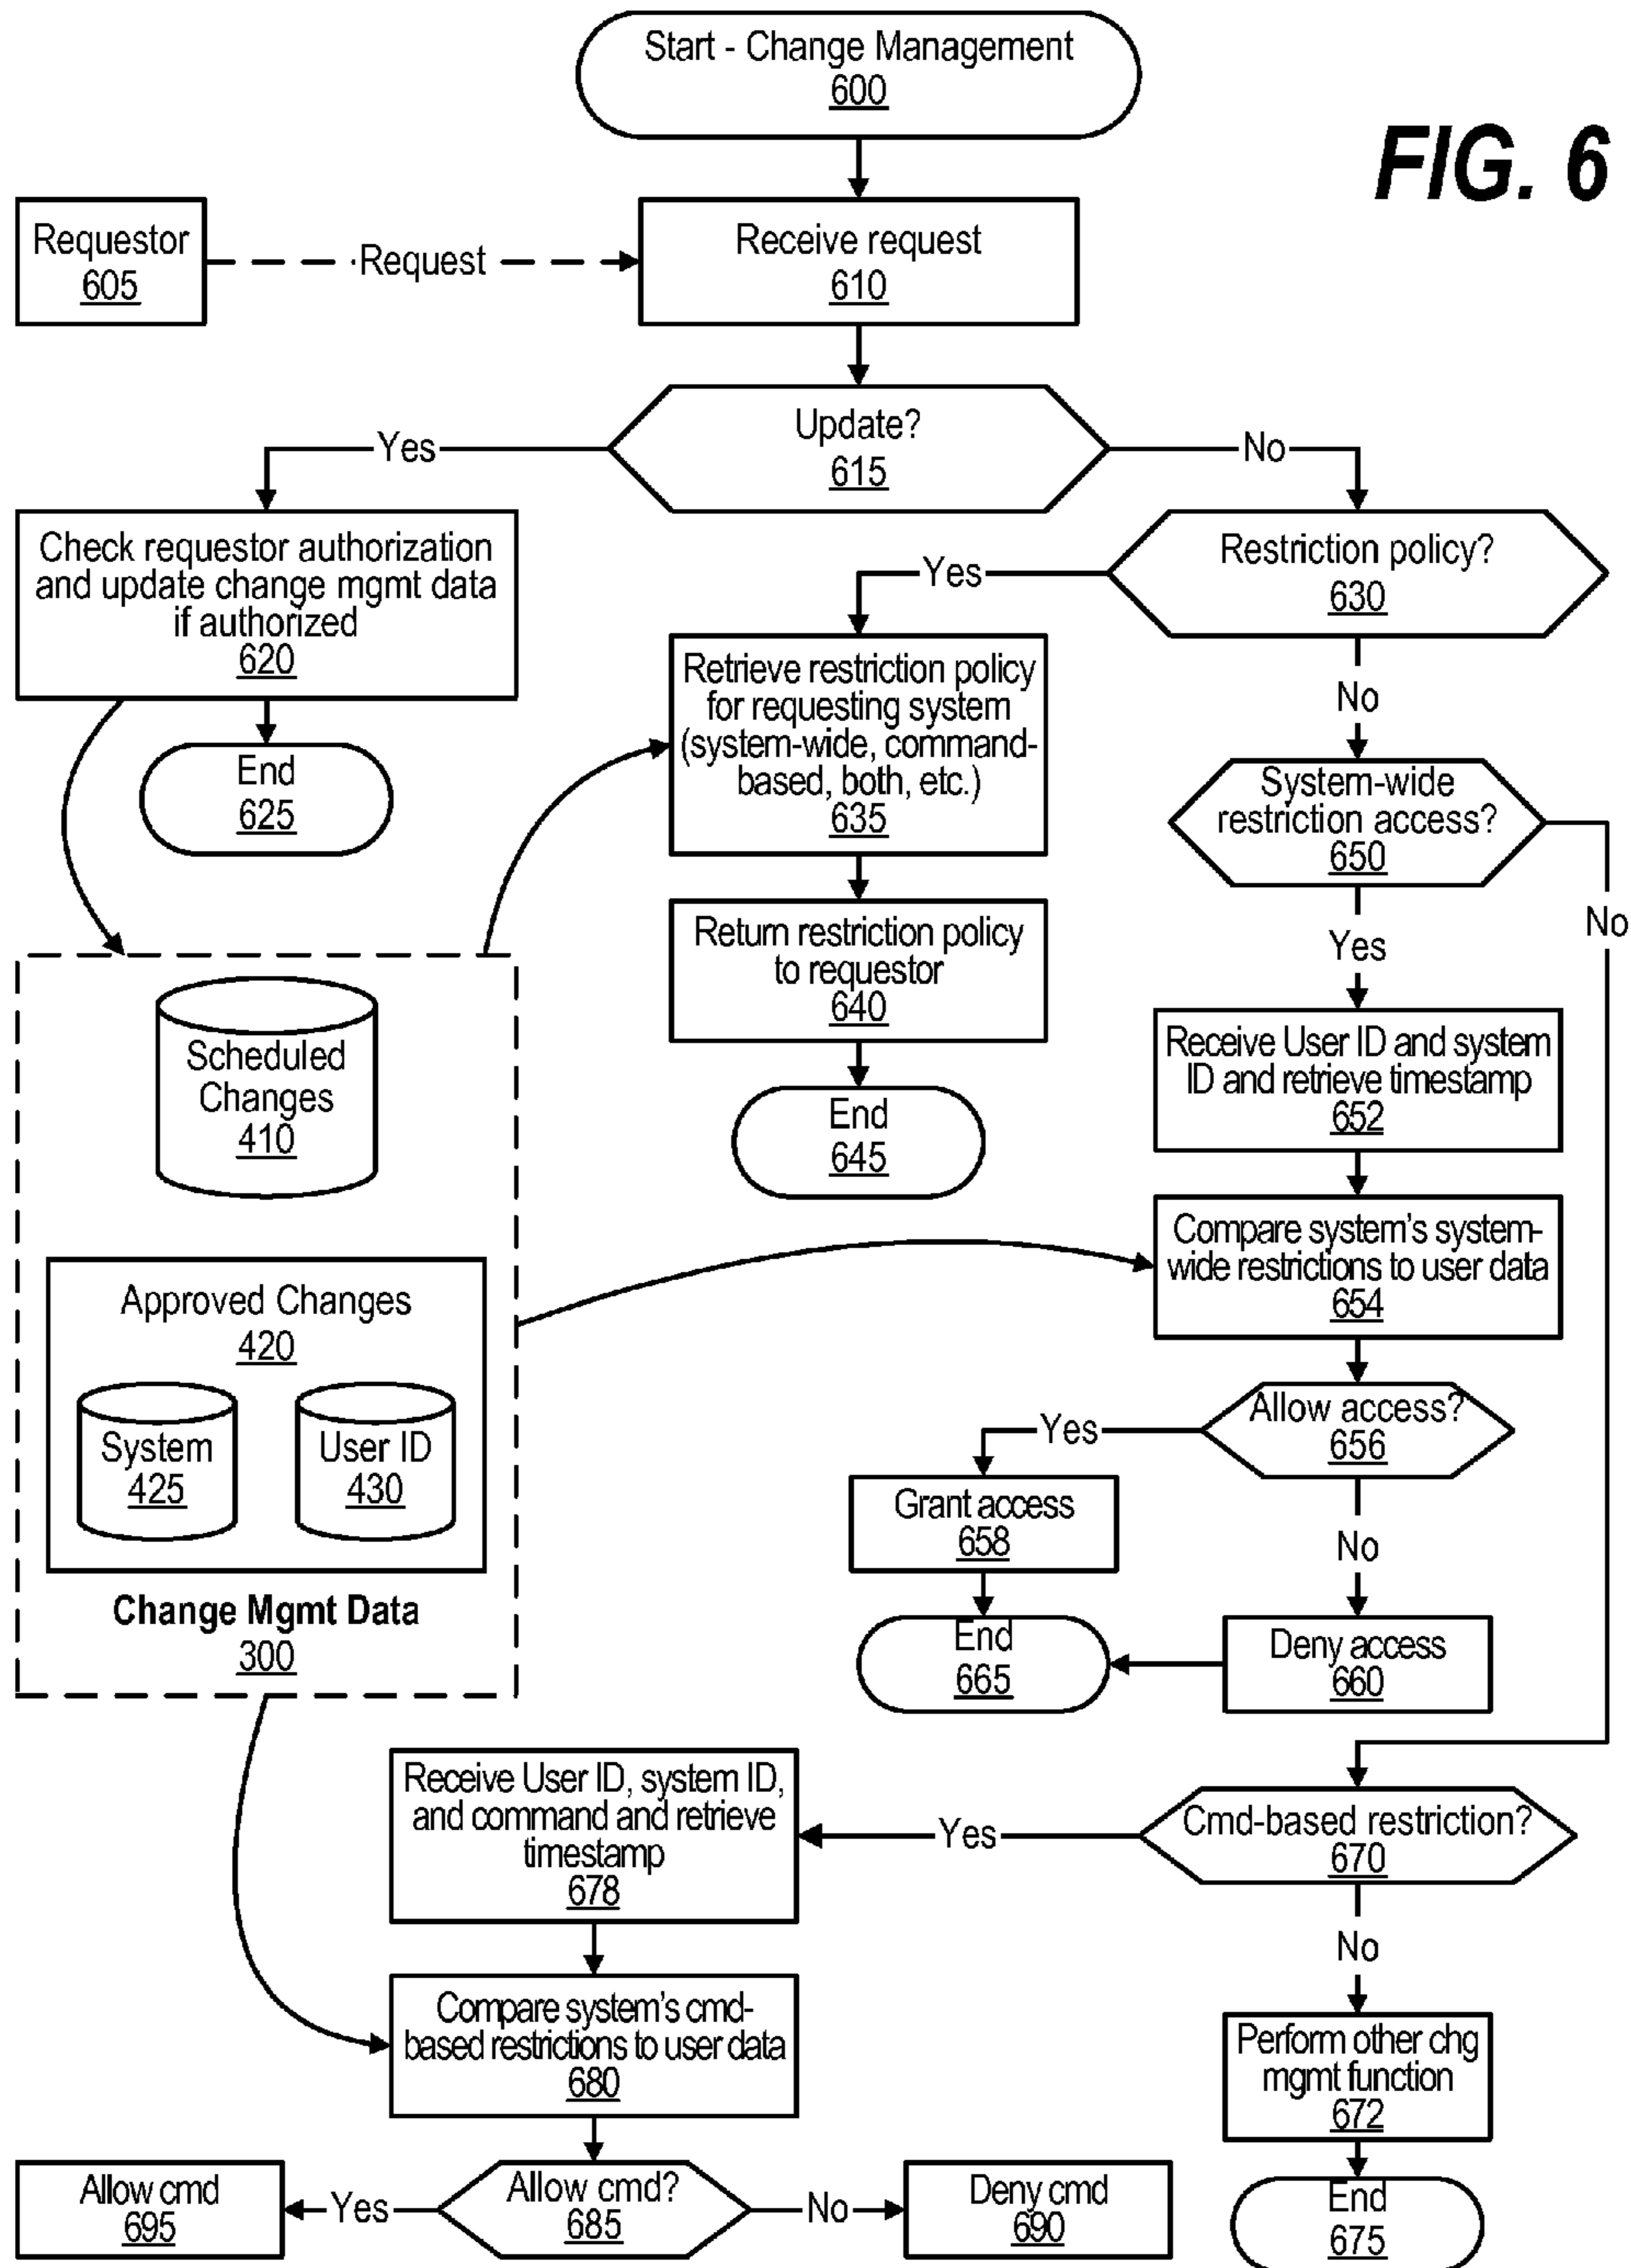 Start - Change Management
600
FIG. 6
Requestor
605
Request
Receive request
610
Update?
615
Yes
No
Check requestor authorization
and update change mgmt data
if authorized
620
End
625
Restriction policy?
630
Yes
No
Retrieve restriction policy
for requesting system
(system-wide, command-
based, both, etc.)
635
Return restriction policy
to requestor
640
End
645
System-wide
restriction access?
650
No
Yes
Receive User ID and system
ID and retrieve timestamp
652
Compare system's system-
wide restrictions to user data
654
Allow access?
656
Yes
No
Grant access
658
Deny access
660
End
665
Scheduled
Changes
410
Approved Changes
420
System
425
User ID
430
Change Mgmt Data
300
Cmd-based restriction?
670
Yes
No
Receive User ID, system ID,
and command and retrieve
timestamp
678
Compare system's cmd-
based restrictions to user data
680
Perform other chg
mgmt function
672
End
675
Allow cmd?
685
Yes
No
Allow cmd
695
Deny cmd
690